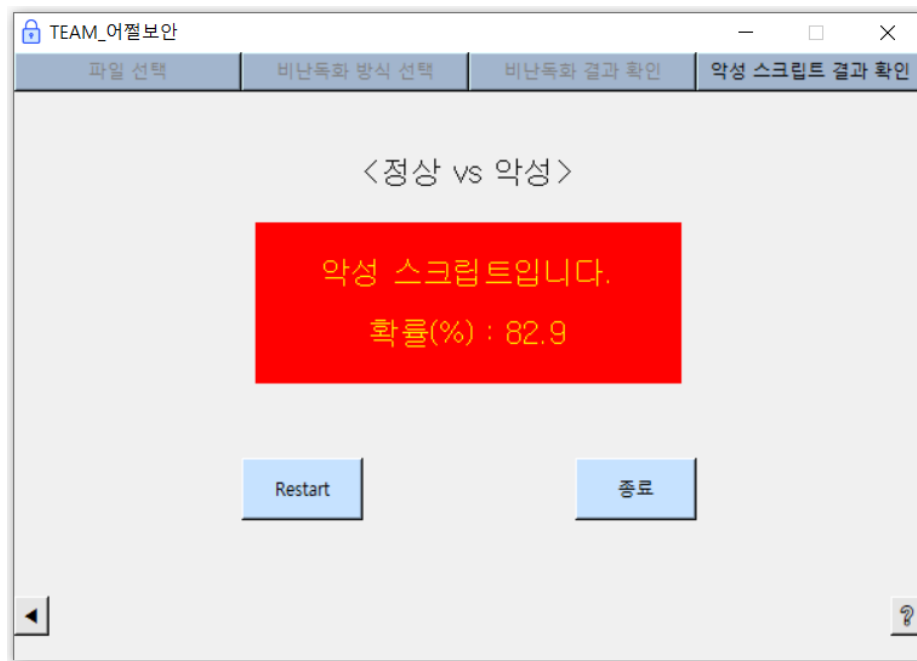 TEAM_어쩔보안
파일 선택 비난독화 방식 선택 비난독화 결과 확인 악성 스크립트 결과 확인
<정상 vs 악성>
악성 스크립트입니다.
확률(%) : 82.9
Restart 종료
?